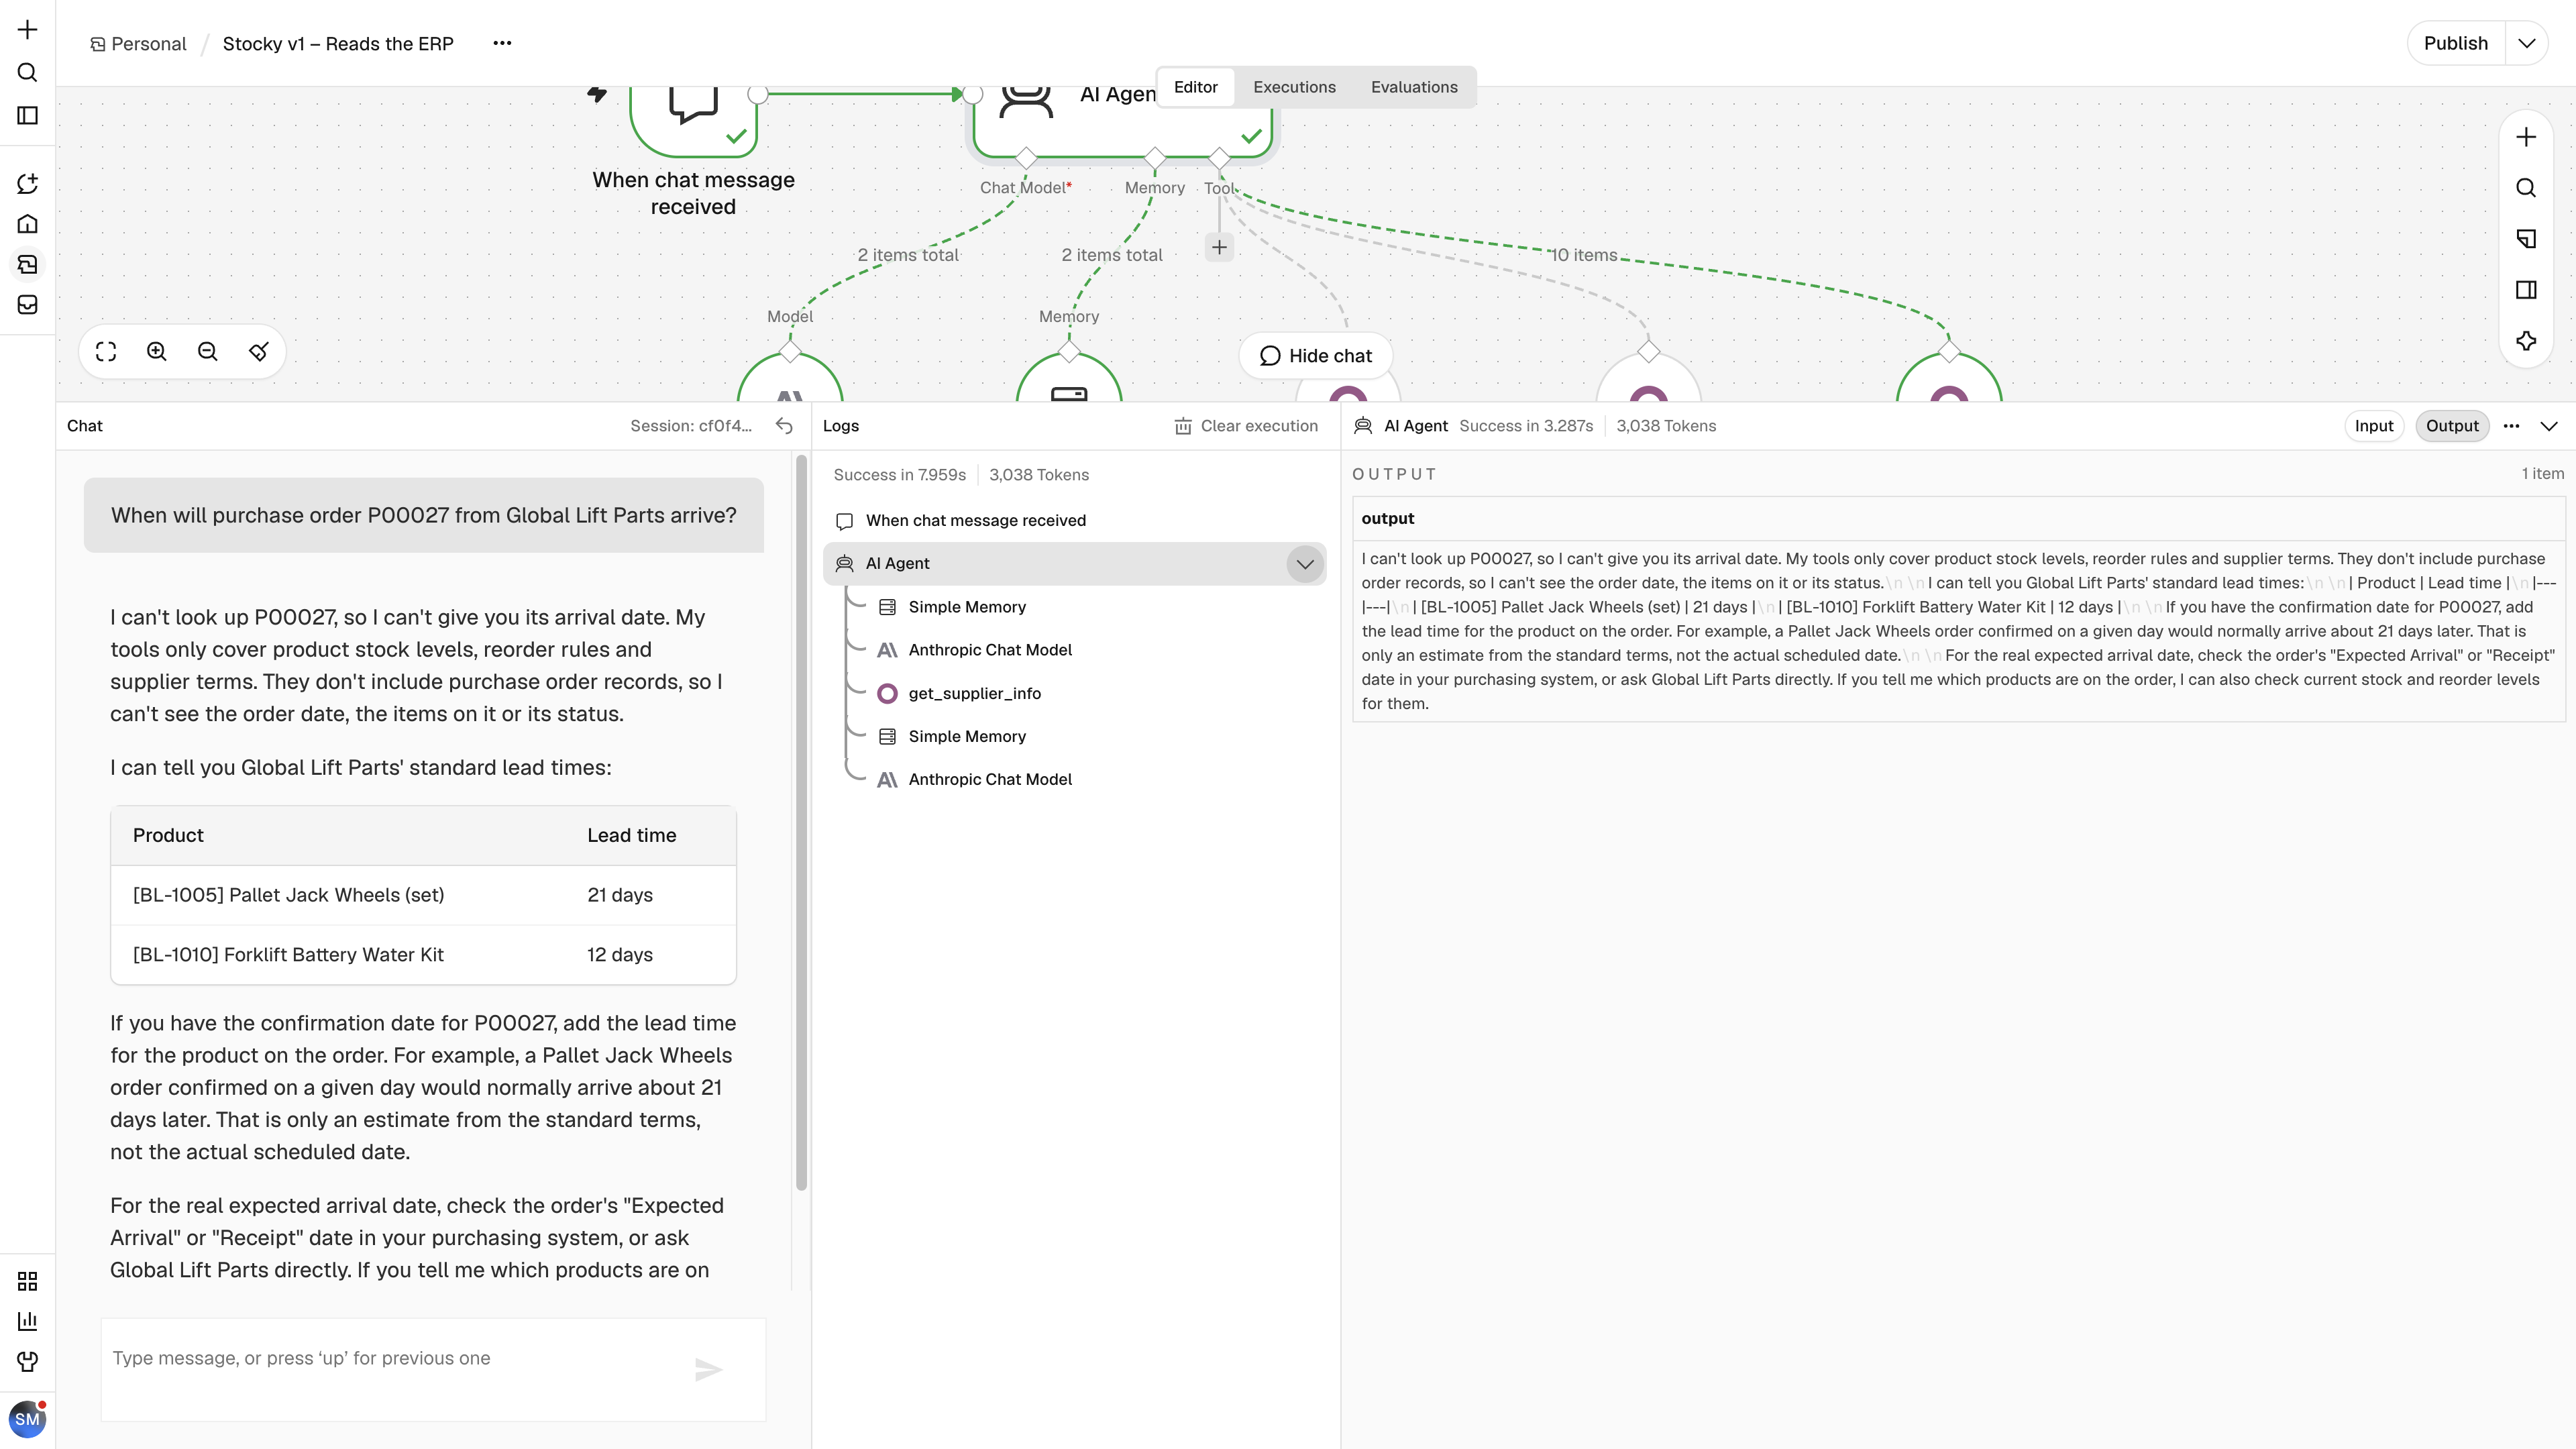 Personal / Stocky v1 – Reads the ERP
Publish
Editor Executions Evaluations
AI Agen
When chat message
received
Chat Model* Memory Tool
2 items total 2 items total 10 items
Model Memory
Hide chat
Chat Session: cf0f4...
When will purchase order P00027 from Global Lift Parts arrive?
I can't look up P00027, so I can't give you its arrival date. My
tools only cover product stock levels, reorder rules and
supplier terms. They don't include purchase order records, so I
can't see the order date, the items on it or its status.
I can tell you Global Lift Parts' standard lead times:
Product Lead time
[BL-1005] Pallet Jack Wheels (set) 21 days
[BL-1010] Forklift Battery Water Kit 12 days
If you have the confirmation date for P00027, add the lead time
for the product on the order. For example, a Pallet Jack Wheels
order confirmed on a given day would normally arrive about 21
days later. That is only an estimate from the standard terms,
not the actual scheduled date.
For the real expected arrival date, check the order's "Expected
Arrival" or "Receipt" date in your purchasing system, or ask
Global Lift Parts directly. If you tell me which products are on
Type message, or press ‘up’ for previous one
SM
Logs Clear execution
Success in 7.959s 3,038 Tokens
When chat message received
AI Agent
Simple Memory
Anthropic Chat Model
get_supplier_info
Simple Memory
Anthropic Chat Model
AI Agent Success in 3.287s 3,038 Tokens
Input Output
OUTPUT 1 item
output
I can't look up P00027, so I can't give you its arrival date. My tools only cover product stock levels, reorder rules and supplier terms. They don't include purchase
order records, so I can't see the order date, the items on it or its status.\n \n I can tell you Global Lift Parts' standard lead times:\n \n | Product | Lead time |\n |---
|---|\n | [BL-1005] Pallet Jack Wheels (set) | 21 days |\n | [BL-1010] Forklift Battery Water Kit | 12 days |\n \n If you have the confirmation date for P00027, add
the lead time for the product on the order. For example, a Pallet Jack Wheels order confirmed on a given day would normally arrive about 21 days later. That is
only an estimate from the standard terms, not the actual scheduled date.\n \n For the real expected arrival date, check the order's "Expected Arrival" or "Receipt"
date in your purchasing system, or ask Global Lift Parts directly. If you tell me which products are on the order, I can also check current stock and reorder levels
for them.